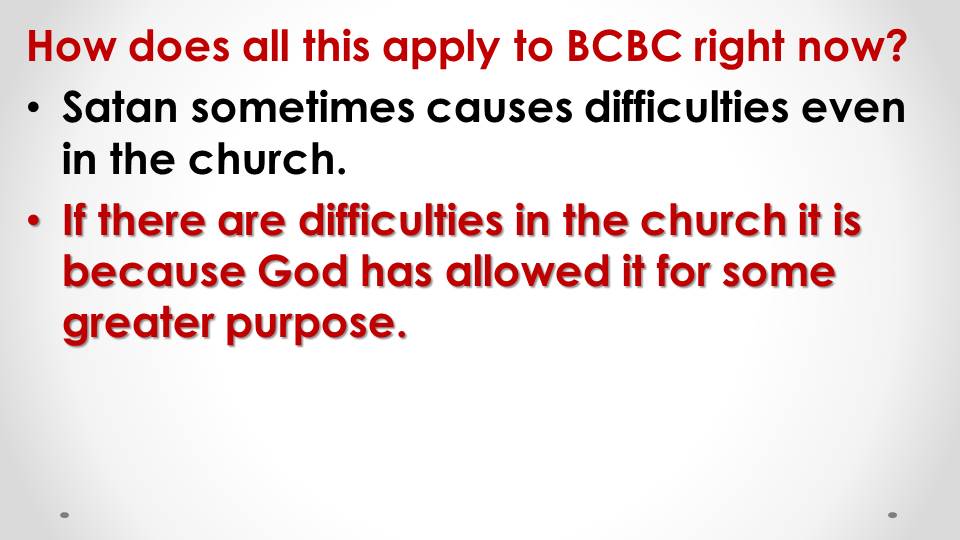 How does all this apply to BCBC right now?
• Satan sometimes causes difficulties even
in the church.
• If there are difficulties in the church it is
because God has allowed it for some
greater purpose.